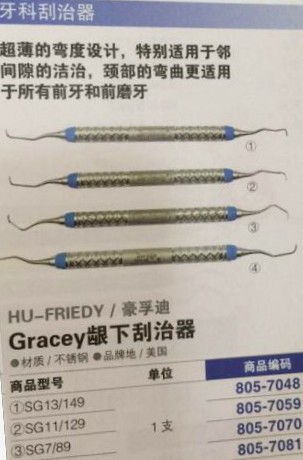 牙科刮治器
超薄的弯度设计，特别适用于邻
间隙的洁治，颈部的弯曲更适用
于所有前牙和前磨牙
①
②
③
④
HU-FRIEDY / 豪孚迪
Gracey龈下刮治器
●材质 / 不锈钢 ●品牌地 / 美国
商品型号 单位 商品编码
①SG13/149 805-7048
②SG11/129 1 支 805-7059
③SG7/89 805-7070
805-7081